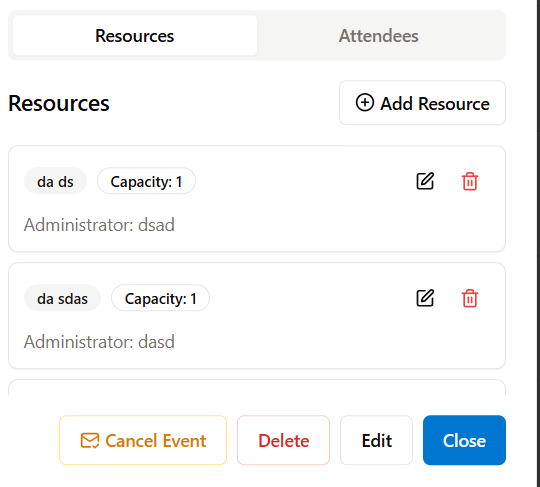 Resources Attendees
Resources Add Resource
da ds Capacity: 1
Administrator: dsad
da sdas Capacity: 1
Administrator: dasd
Cancel Event Delete Edit Close